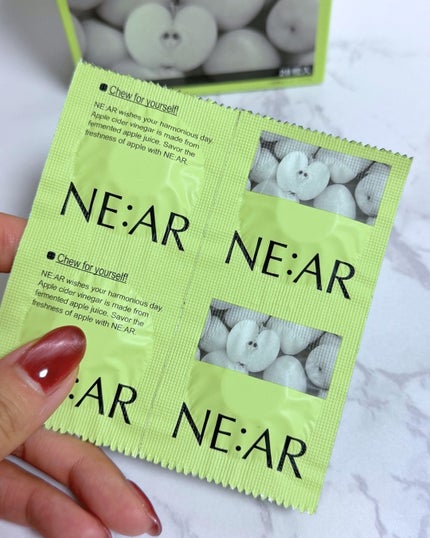 ■ Chew for yourself!
NE:AR wishes your harmonious day.
Apple cider vinegar is made from
fermented apple juice. Savor the
freshness of apple with NE:AR.
NE:AR
NE:AR
■ Chew for yourself!
NE:AR wishes your harmonious day.
Apple cider vinegar is made from
fermented apple juice. Savor the
freshness of apple with NE:AR.
:AR
NE:AR